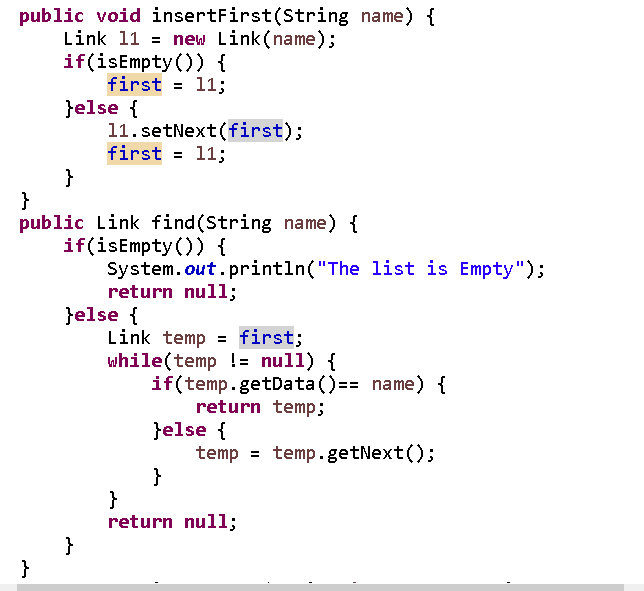 public void insertFirst(String name) {
    Link l1 = new Link(name);
    if(isEmpty()) {
        first = l1;
    }else {
        l1.setNext(first);
        first = l1;
    }
}
public Link find(String name) {
    if(isEmpty()) {
        System.out.println("The list is Empty");
        return null;
    }else {
        Link temp = first;
        while(temp != null) {
            if(temp.getData()== name) {
                return temp;
            }else {
                temp = temp.getNext();
            }
        }
        return null;
    }
}